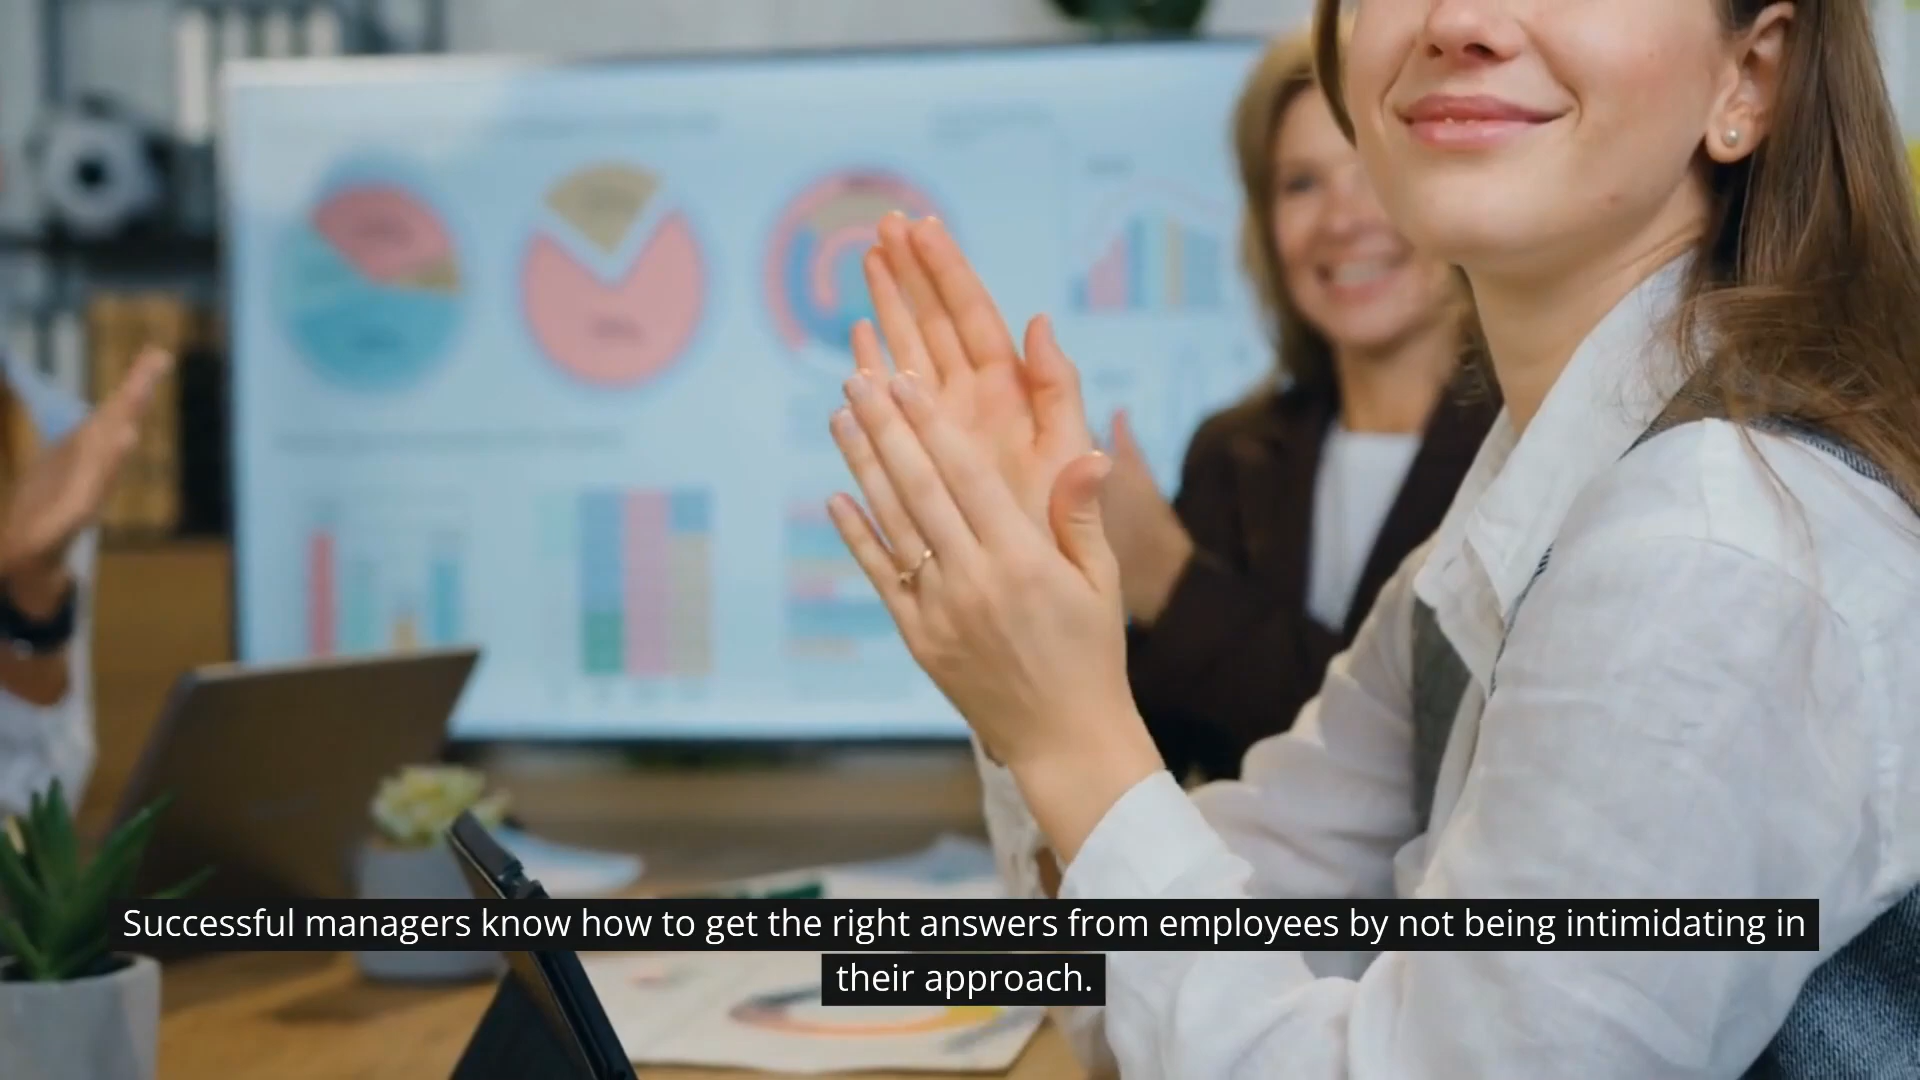 Successful managers know how to get the right answers from employees by not being intimidating in
their approach.